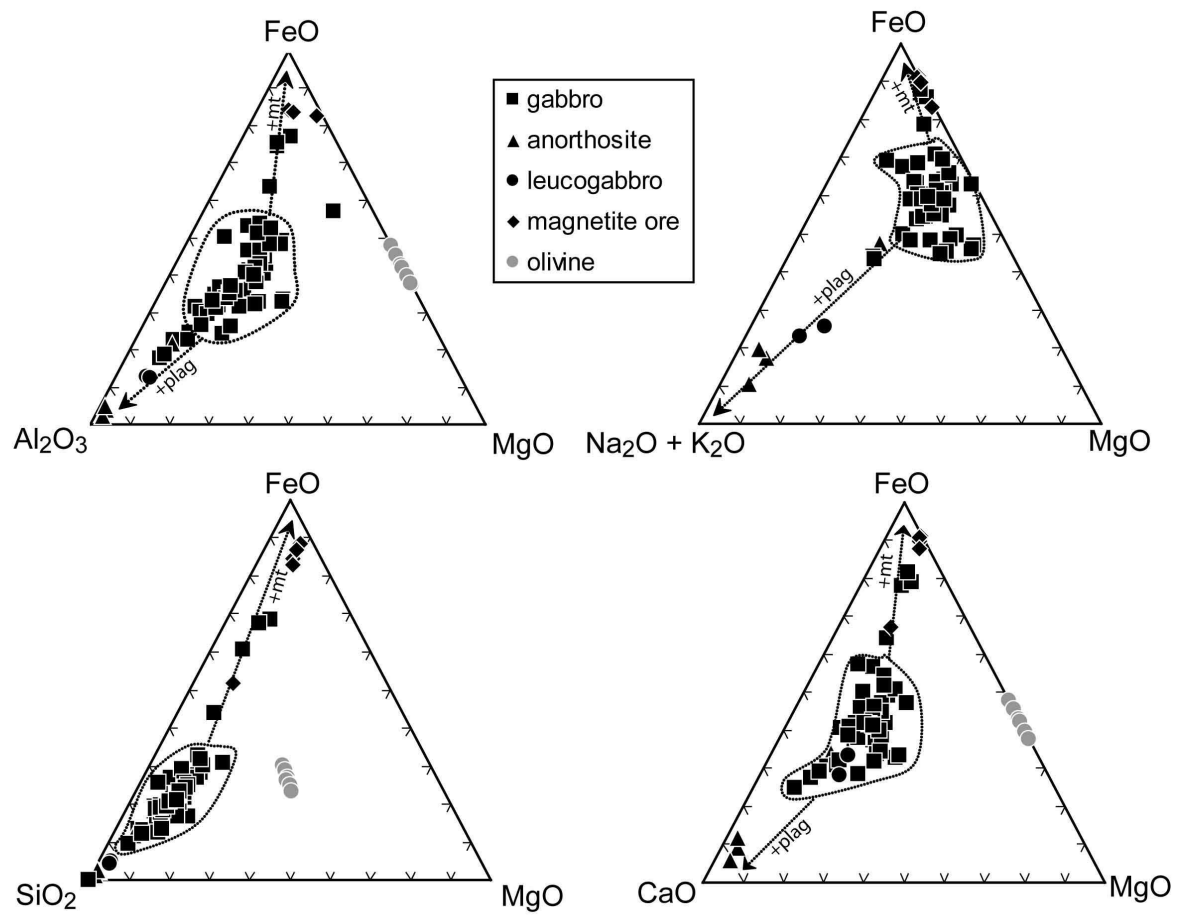 FeO
+mt
+plag
Al₂O₃
MgO
gabbro
anorthosite
leucogabbro
magnetite ore
olivine
FeO
+mt
+plag
Na₂O + K₂O
MgO
FeO
+mt
SiO₂
MgO
FeO
+mt
+plag
CaO
MgO